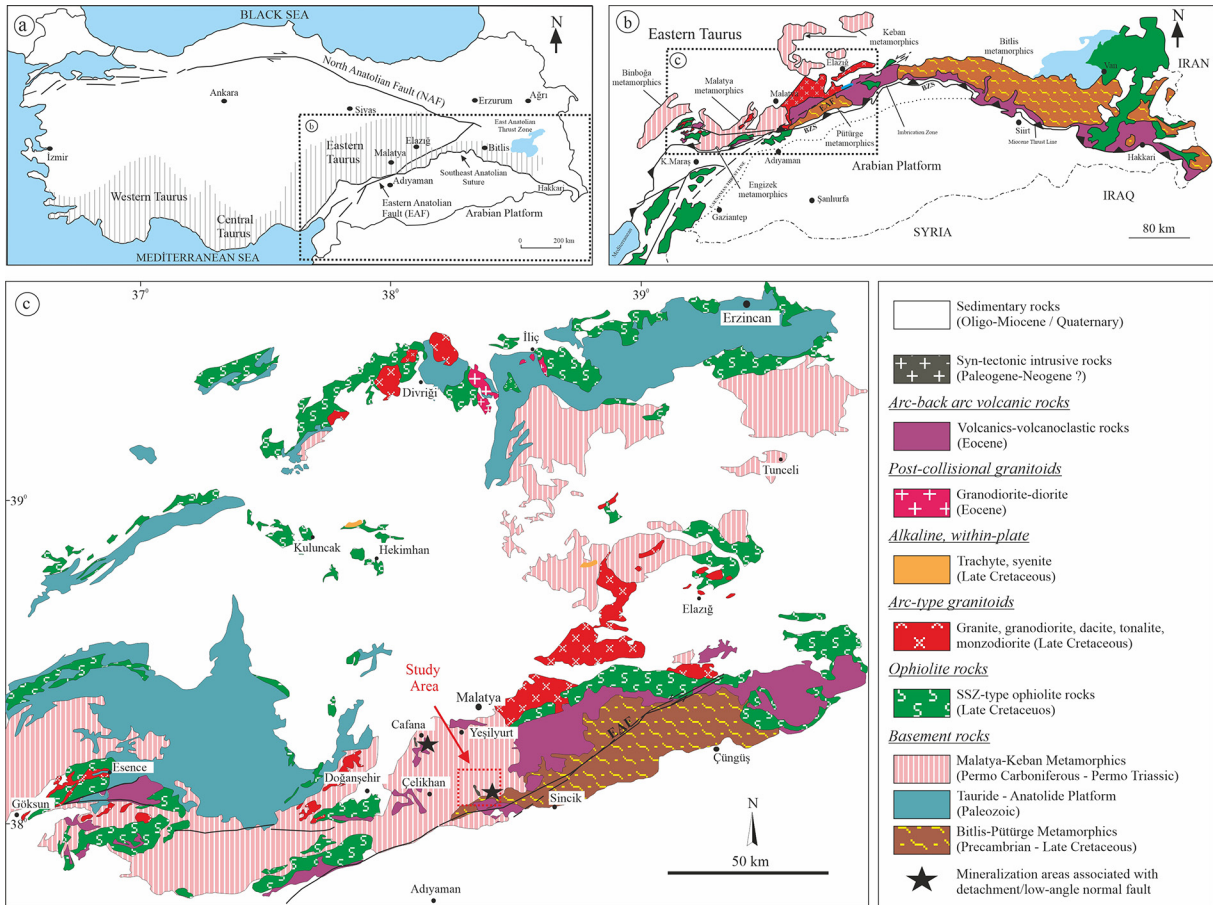 a
BLACK SEA
N
North Anatolian Fault (NAF)
Ankara
Sivas
Erzurum
Ağrı
b
East Anatolian
Thrust Zone
İzmir
Eastern
Taurus
Elazığ
Malatya
Bitlis
Southeast Anatolian
Suture
Adıyaman
Hakkari
Western Taurus
Eastern Anatolian
Fault (EAF)
Arabian Platform
Central
Taurus
0
200 km
MEDİTERRANEAN SEA
b
Eastern Taurus
Keban
metamorphics
N
c
Elazığ
Bitlis
metamorphics
Van
IRAN
Binboğa
metamorphics
Malatya
metamorphics
Malatya
EAF
BZS
Pütürge
metamorphics
BZS
Imbrication Zone
Siirt
Miocene Thrust Line
Hakkari
K.Maraş
Adıyaman
Arabian Platform
Engizek
metamorphics
Şanlıurfa
IRAQ
Gaziantep
SYRIA
Mediterranean
80 km
c
37⁰
38⁰
39⁰
Erzincan
İliç
Divriği
Tunceli
39⁰
Kuluncak
Hekimhan
Elazığ
Study
Area
Malatya
Cafana
Yeşilyurt
EAF
Esence
Doğanşehir
Çelikhan
Çüngüş
Göksun
Sincik
38⁰
N
50 km
Adıyaman
Sedimentary rocks
(Oligo-Miocene / Quaternary)
Syn-tectonic intrusive rocks
(Paleogene-Neogene ?)
Arc-back arc volcanic rocks
Volcanics-volcanoclastic rocks
(Eocene)
Post-collisional granitoids
Granodiorite-diorite
(Eocene)
Alkaline, within-plate
Trachyte, syenite
(Late Cretaceous)
Arc-type granitoids
Granite, granodiorite, dacite, tonalite,
monzodiorite (Late Cretaceous)
Ophiolite rocks
SSZ-type ophiolite rocks
(Late Cretaceuos)
Basement rocks
Malatya-Keban Metamorphics
(Permo Carboniferous - Permo Triassic)
Tauride - Anatolide Platform
(Paleozoic)
Bitlis-Pütürge Metamorphics
(Precambrian - Late Cretaceous)
Mineralization areas associated with
detachment/low-angle normal fault